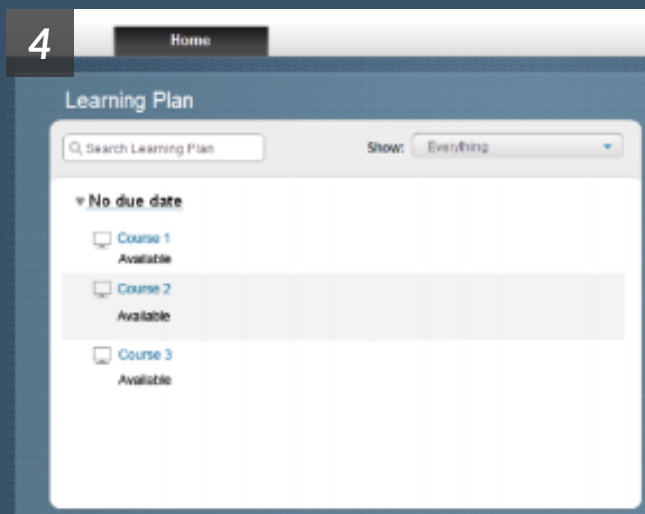 4
Home
Learning Plan
Search Learning Plan
Show: Everything
No due date
Course 1
Available
Course 2
Available
Course 3
Available